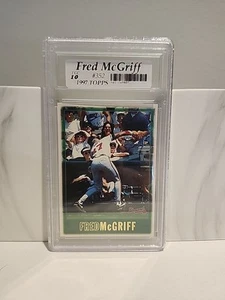 Fred McGriff
10
#352
1997 TOPPS
FRED McGRIFF